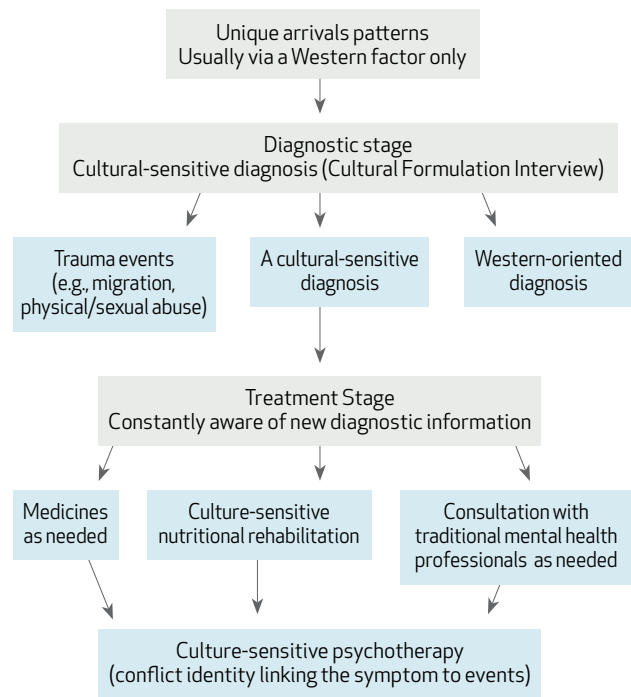 Unique arrivals patterns
Usually via a Western factor only
Diagnostic stage
Cultural-sensitive diagnosis (Cultural Formulation Interview)
Trauma events
(e.g., migration,
physical/sexual abuse)
A cultural-sensitive
diagnosis
Western-oriented
diagnosis
Treatment Stage
Constantly aware of new diagnostic information
Medicines
as needed
Culture-sensitive
nutritional rehabilitation
Consultation with
traditional mental health
professionals as needed
Culture-sensitive psychotherapy
(conflict identity linking the symptom to events)